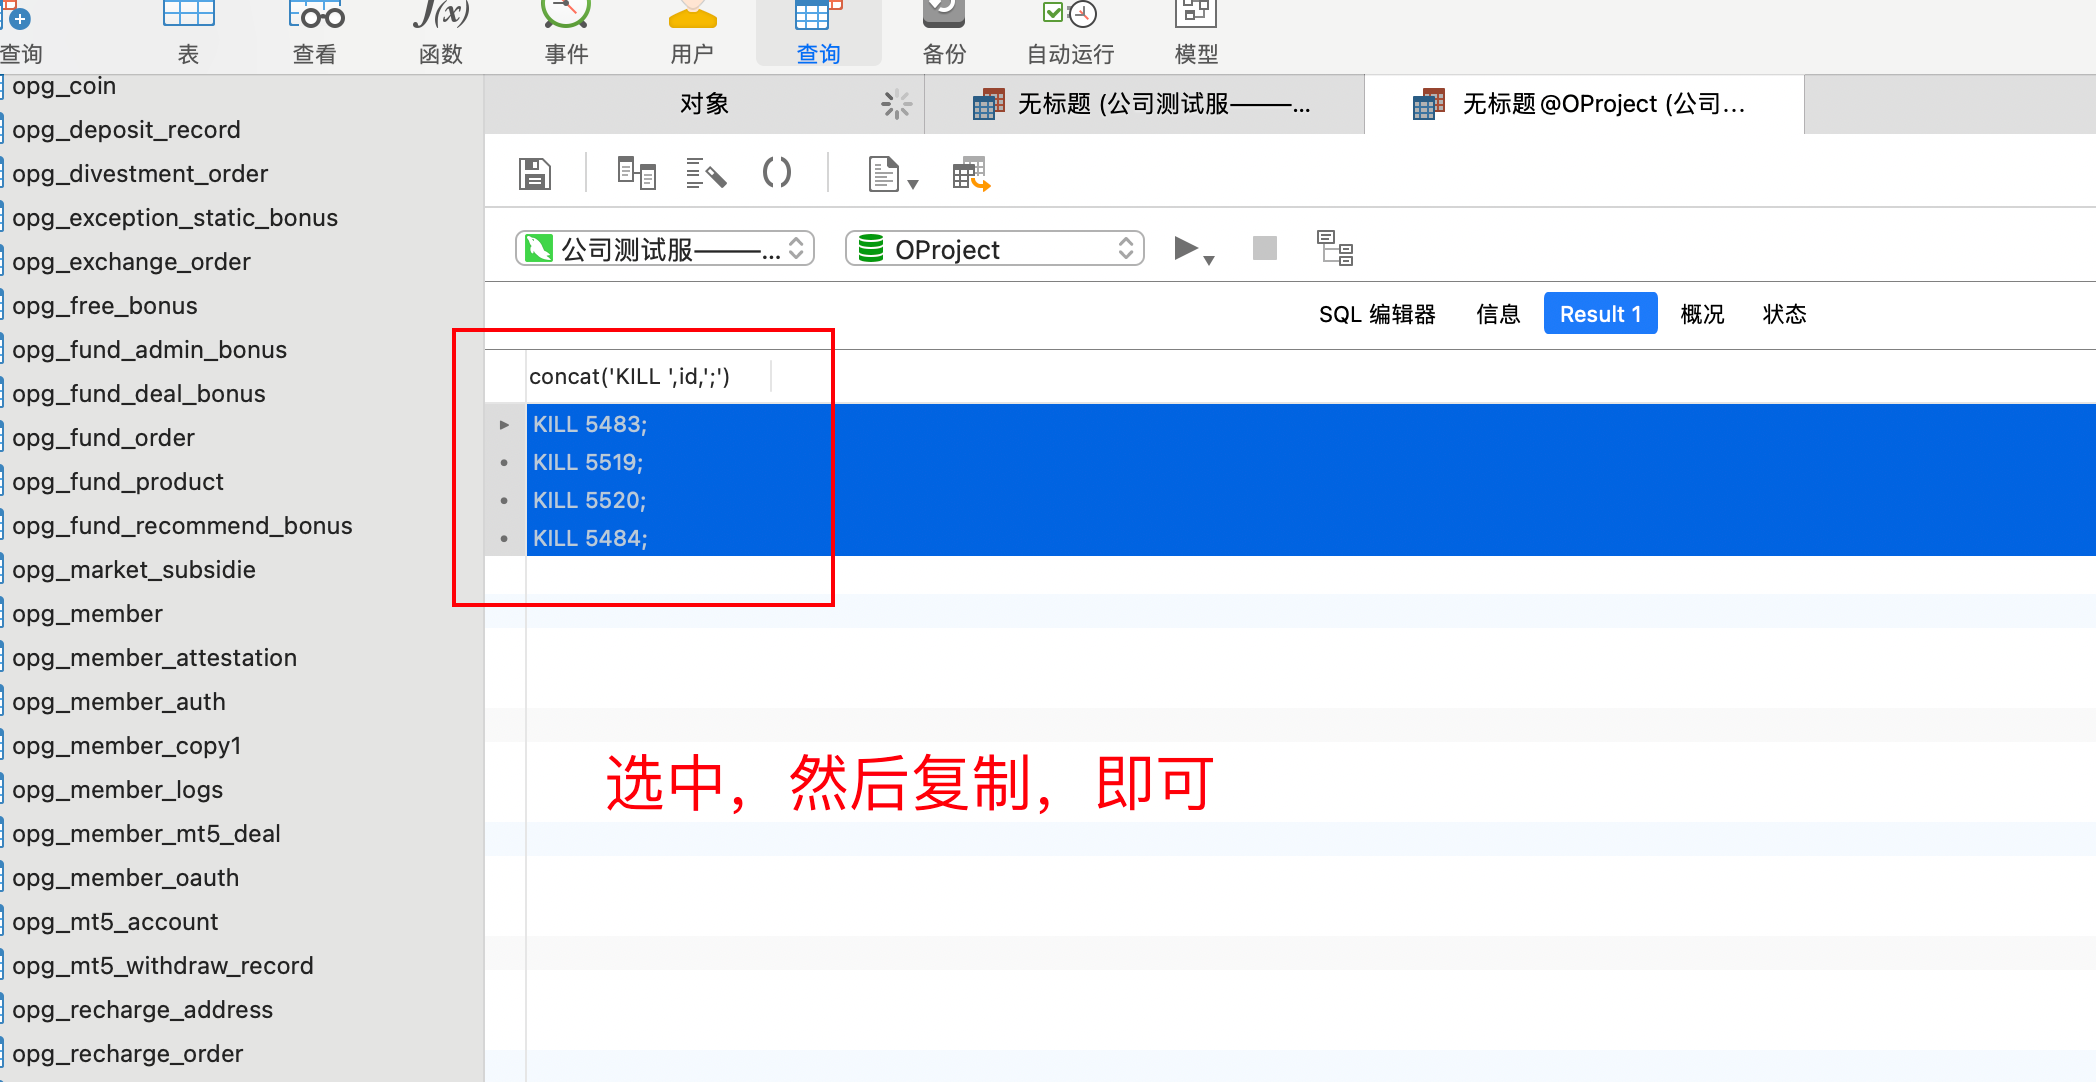 查询 表 查看 函数 事件 用户 查询 备份 自动运行 模型
opg_coin
opg_deposit_record
opg_divestment_order
opg_exception_static_bonus
opg_exchange_order
opg_free_bonus
opg_fund_admin_bonus
opg_fund_deal_bonus
opg_fund_order
opg_fund_product
opg_fund_recommend_bonus
opg_market_subsidie
opg_member
opg_member_attestation
opg_member_auth
opg_member_copy1
opg_member_logs
opg_member_mt5_deal
opg_member_oauth
opg_mt5_account
opg_mt5_withdraw_record
opg_recharge_address
opg_recharge_order
对象 无标题 (公司测试服———... 无标题@OProject (公司...
公司测试服———... OProject
SQL 编辑器 信息 Result 1 概况 状态
concat('KILL ',id,';')
KILL 5483;
KILL 5519;
KILL 5520;
KILL 5484;
选中，然后复制，即可